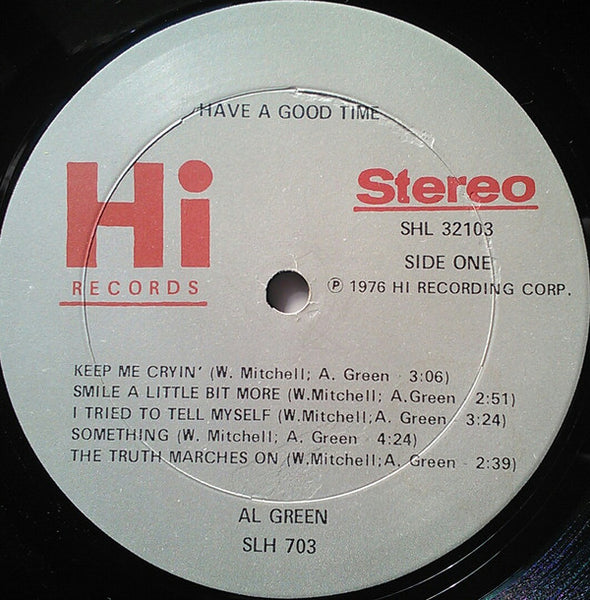 HAVE A GOOD TIME
Hi
RECORDS
Stereo
SHL 32103
SIDE ONE
℗ 1976 HI RECORDING CORP.
KEEP ME CRYIN' (W. Mitchell; A. Green - 3:06)
SMILE A LITTLE BIT MORE (W. Mitchell; A.Green - 2:51)
I TRIED TO TELL MYSELF (W.Mitchell;A. Green - 3:24)
SOMETHING (W. Mitchell; A. Green - 4:24)
THE TRUTH MARCHES ON (W.Mitchell;A. Green - 2:39)
AL GREEN
SLH 703